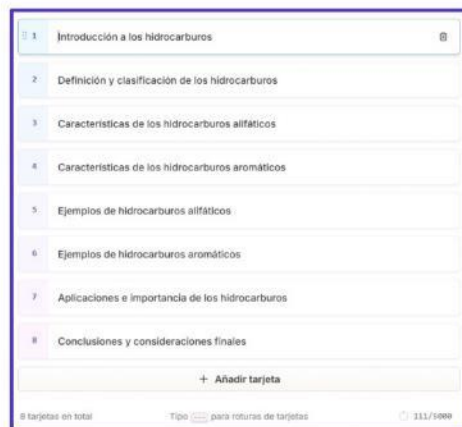 1 Introducción a los hidrocarburos
2 Definición y clasificación de los hidrocarburos
3 Características de los hidrocarburos alifáticos
4 Características de los hidrocarburos aromáticos
5 Ejemplos de hidrocarburos alifáticos
6 Ejemplos de hidrocarburos aromáticos
7 Aplicaciones e importancia de los hidrocarburos
8 Conclusiones y consideraciones finales
+ Añadir tarjeta
8 tarjetas en total Tipo --- para roturas de tarjetas 111/5000